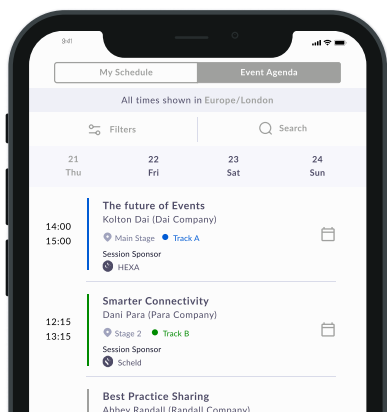 My Schedule
Event Agenda
All times shown in Europe/London
Filters
Search
21 22 23 24
Thu Fri Sat Sun
14:00
15:00
The future of Events
Kolton Dai (Dai Company)
Main Stage Track A
Session Sponsor
HEXA
12:15
13:15
Smarter Connectivity
Dani Para (Para Company)
Stage 2 Track B
Session Sponsor
Scheld
Best Practice Sharing
Abbey Randall (Randall Company)